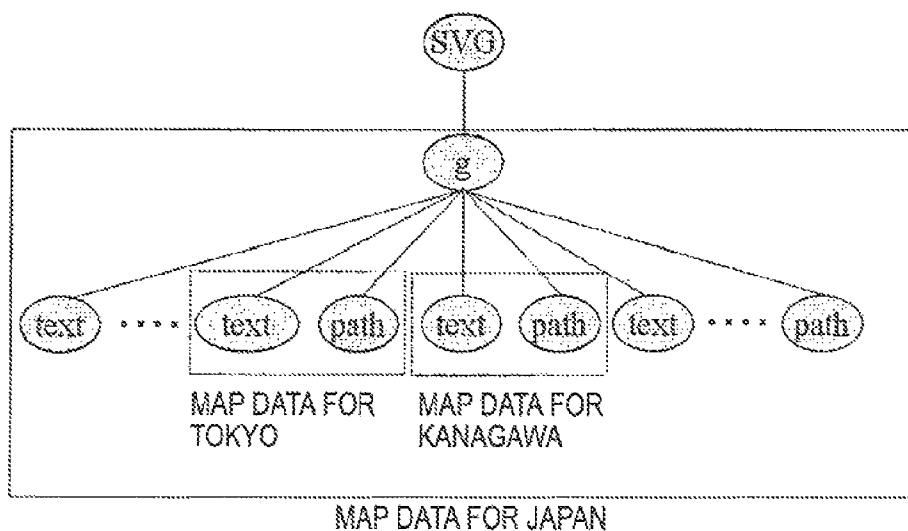 SVG
g
text text path text path text path
MAP DATA FOR
TOKYO
MAP DATA FOR
KANAGAWA
MAP DATA FOR JAPAN